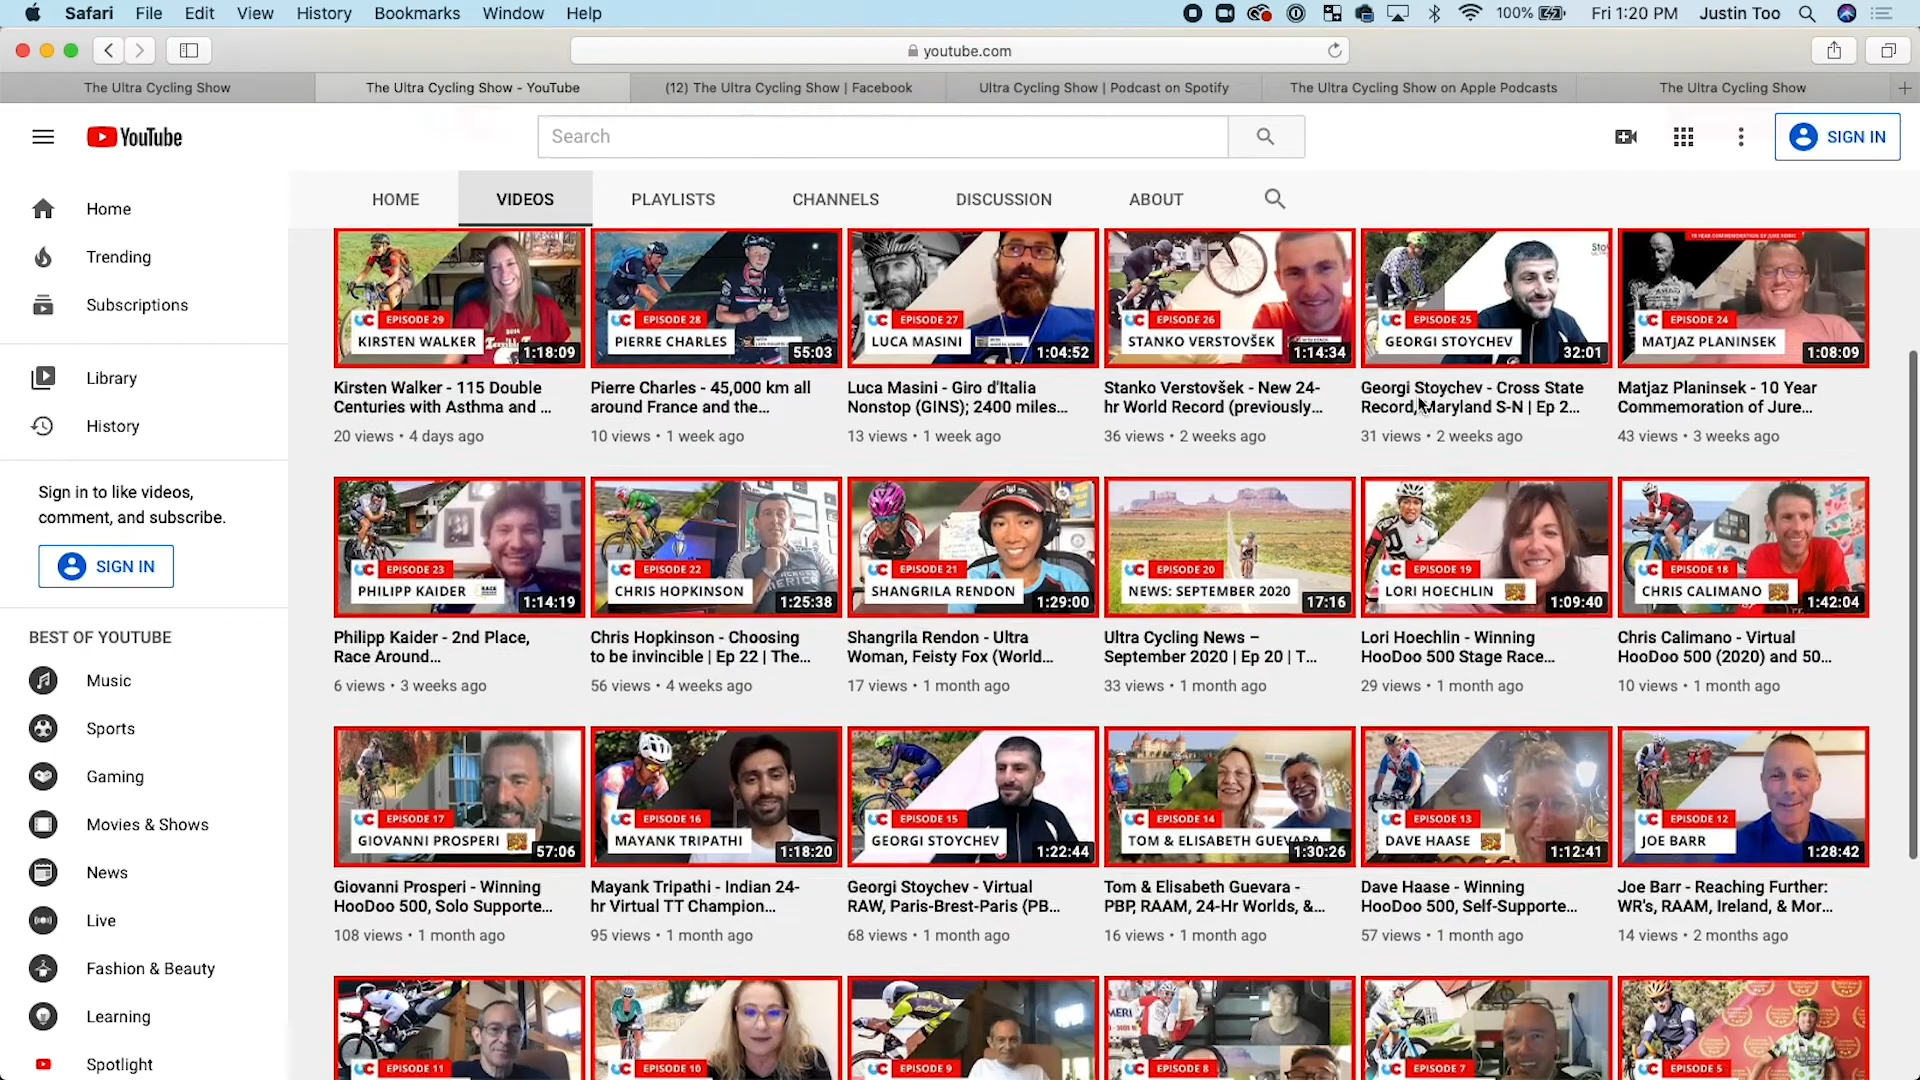 Safari File Edit View History Bookmarks Window Help 100% Fri 1:20 PM Justin Too
youtube.com
The Ultra Cycling Show The Ultra Cycling Show - YouTube (12) The Ultra Cycling Show | Facebook Ultra Cycling Show | Podcast on Spotify The Ultra Cycling Show on Apple Podcasts The Ultra Cycling Show
YouTube Search SIGN IN
HOME VIDEOS PLAYLISTS CHANNELS DISCUSSION ABOUT
Home
Trending
Subscriptions
Library
History
Sign in to like videos,
comment, and subscribe.
SIGN IN
BEST OF YOUTUBE
Music
Sports
Gaming
Movies & Shows
News
Live
Fashion & Beauty
Learning
Spotlight
EPISODE 29 EPISODE 28 EPISODE 27 EPISODE 26 EPISODE 25 EPISODE 24
KIRSTEN WALKER 1:18:09 PIERRE CHARLES 55:03 LUCA MASINI 1:04:52 STANKO VERSTOVŠEK 1:14:34 GEORGI STOYCHEV 32:01 MATJAZ PLANINSEK 1:08:09
Kirsten Walker - 115 Double Pierre Charles - 45,000 km all Luca Masini - Giro d'Italia Stanko Verstovšek - New 24- Georgi Stoychev - Cross State Matjaz Planinsek - 10 Year
Centuries with Asthma and ... around France and the... Nonstop (GINS); 2400 miles... hr World Record (previously... Record, Maryland S-N | Ep 2... Commemoration of Jure...
20 views • 4 days ago 10 views • 1 week ago 13 views • 1 week ago 36 views • 2 weeks ago 31 views • 2 weeks ago 43 views • 3 weeks ago
EPISODE 23 EPISODE 22 EPISODE 21 EPISODE 20 EPISODE 19 EPISODE 18
PHILIPP KAIDER 1:14:19 CHRIS HOPKINSON 1:25:38 SHANGRILA RENDON 1:29:00 NEWS: SEPTEMBER 2020 17:16 LORI HOECHLIN 1:09:40 CHRIS CALIMANO 1:42:04
Philipp Kaider - 2nd Place, Chris Hopkinson - Choosing Shangrila Rendon - Ultra Ultra Cycling News – Lori Hoechlin - Winning Chris Calimano - Virtual
Race Around... to be invincible | Ep 22 | The... Woman, Feisty Fox (World... September 2020 | Ep 20 | T... HooDoo 500 Stage Race... HooDoo 500 (2020) and 50...
6 views • 3 weeks ago 56 views • 4 weeks ago 17 views • 1 month ago 33 views • 1 month ago 29 views • 1 month ago 10 views • 1 month ago
EPISODE 17 EPISODE 16 EPISODE 15 EPISODE 14 EPISODE 13 EPISODE 12
GIOVANNI PROSPERI 57:06 MAYANK TRIPATHI 1:18:20 GEORGI STOYCHEV 1:22:44 TOM & ELISABETH GUEVARA 1:30:26 DAVE HAASE 1:12:41 JOE BARR 1:28:42
Giovanni Prosperi - Winning Mayank Tripathi - Indian 24- Georgi Stoychev - Virtual Tom & Elisabeth Guevara - Dave Haase - Winning Joe Barr - Reaching Further:
HooDoo 500, Solo Supporte... hr Virtual TT Champion... RAW, Paris-Brest-Paris (PB... PBP, RAAM, 24-Hr Worlds, &... HooDoo 500, Self-Supporte... WR's, RAAM, Ireland, & Mor...
108 views • 1 month ago 95 views • 1 month ago 68 views • 1 month ago 16 views • 1 month ago 57 views • 1 month ago 14 views • 2 months ago
EPISODE 11 EPISODE 10 EPISODE 9 EPISODE 8 EPISODE 7 EPISODE 5